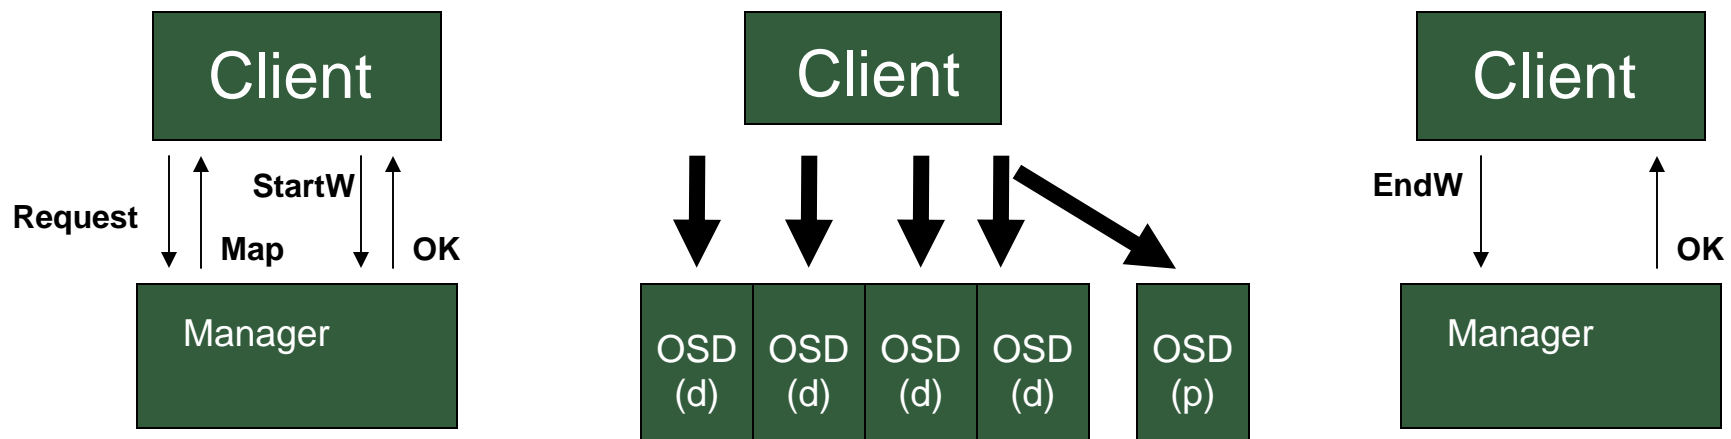 Client
Request
Map
StartW
OK
Manager
Client
OSD
(d)
OSD
(d)
OSD
(d)
OSD
(d)
OSD
(p)
Client
EndW
OK
Manager